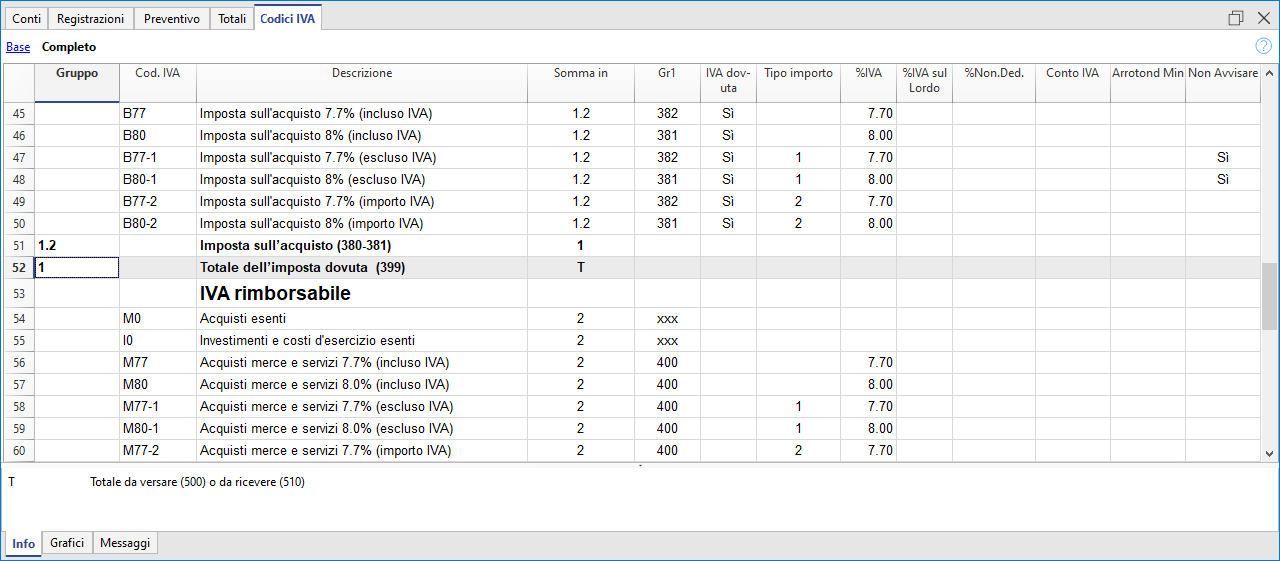 Conti Registrazioni Preventivo Totali Codici IVA
Base Completo
Gruppo Cod. IVA Descrizione Somma in Gr1 IVA dov- Tipo importo %IVA %IVA sul %Non.Ded. Conto IVA Arrotond Min Non Avvisare
uta Lordo
45 B77 Imposta sull'acquisto 7.7% (incluso IVA) 1.2 382 Sì 7.70
46 B80 Imposta sull'acquisto 8% (incluso IVA) 1.2 381 Sì 8.00
47 B77-1 Imposta sull'acquisto 7.7% (escluso IVA) 1.2 382 Sì 1 7.70 Sì
48 B80-1 Imposta sull'acquisto 8% (escluso IVA) 1.2 381 Sì 1 8.00 Sì
49 B77-2 Imposta sull'acquisto 7.7% (importo IVA) 1.2 382 Sì 2 7.70
50 B80-2 Imposta sull'acquisto 8% (importo IVA) 1.2 381 Sì 2 8.00
51 1.2 Imposta sull’acquisto (380-381) 1
52 1 Totale dell’imposta dovuta (399) T
53 IVA rimborsabile
54 M0 Acquisti esenti 2 xxx
55 I0 Investimenti e costi d'esercizio esenti 2 xxx
56 M77 Acquisti merce e servizi 7.7% (incluso IVA) 2 400 7.70
57 M80 Acquisti merce e servizi 8.0% (incluso IVA) 2 400 8.00
58 M77-1 Acquisti merce e servizi 7.7% (escluso IVA) 2 400 1 7.70
59 M80-1 Acquisti merce e servizi 8.0% (escluso IVA) 2 400 1 8.00
60 M77-2 Acquisti merce e servizi 7.7% (importo IVA) 2 400 2 7.70
T Totale da versare (500) o da ricevere (510)
Info Grafici Messaggi